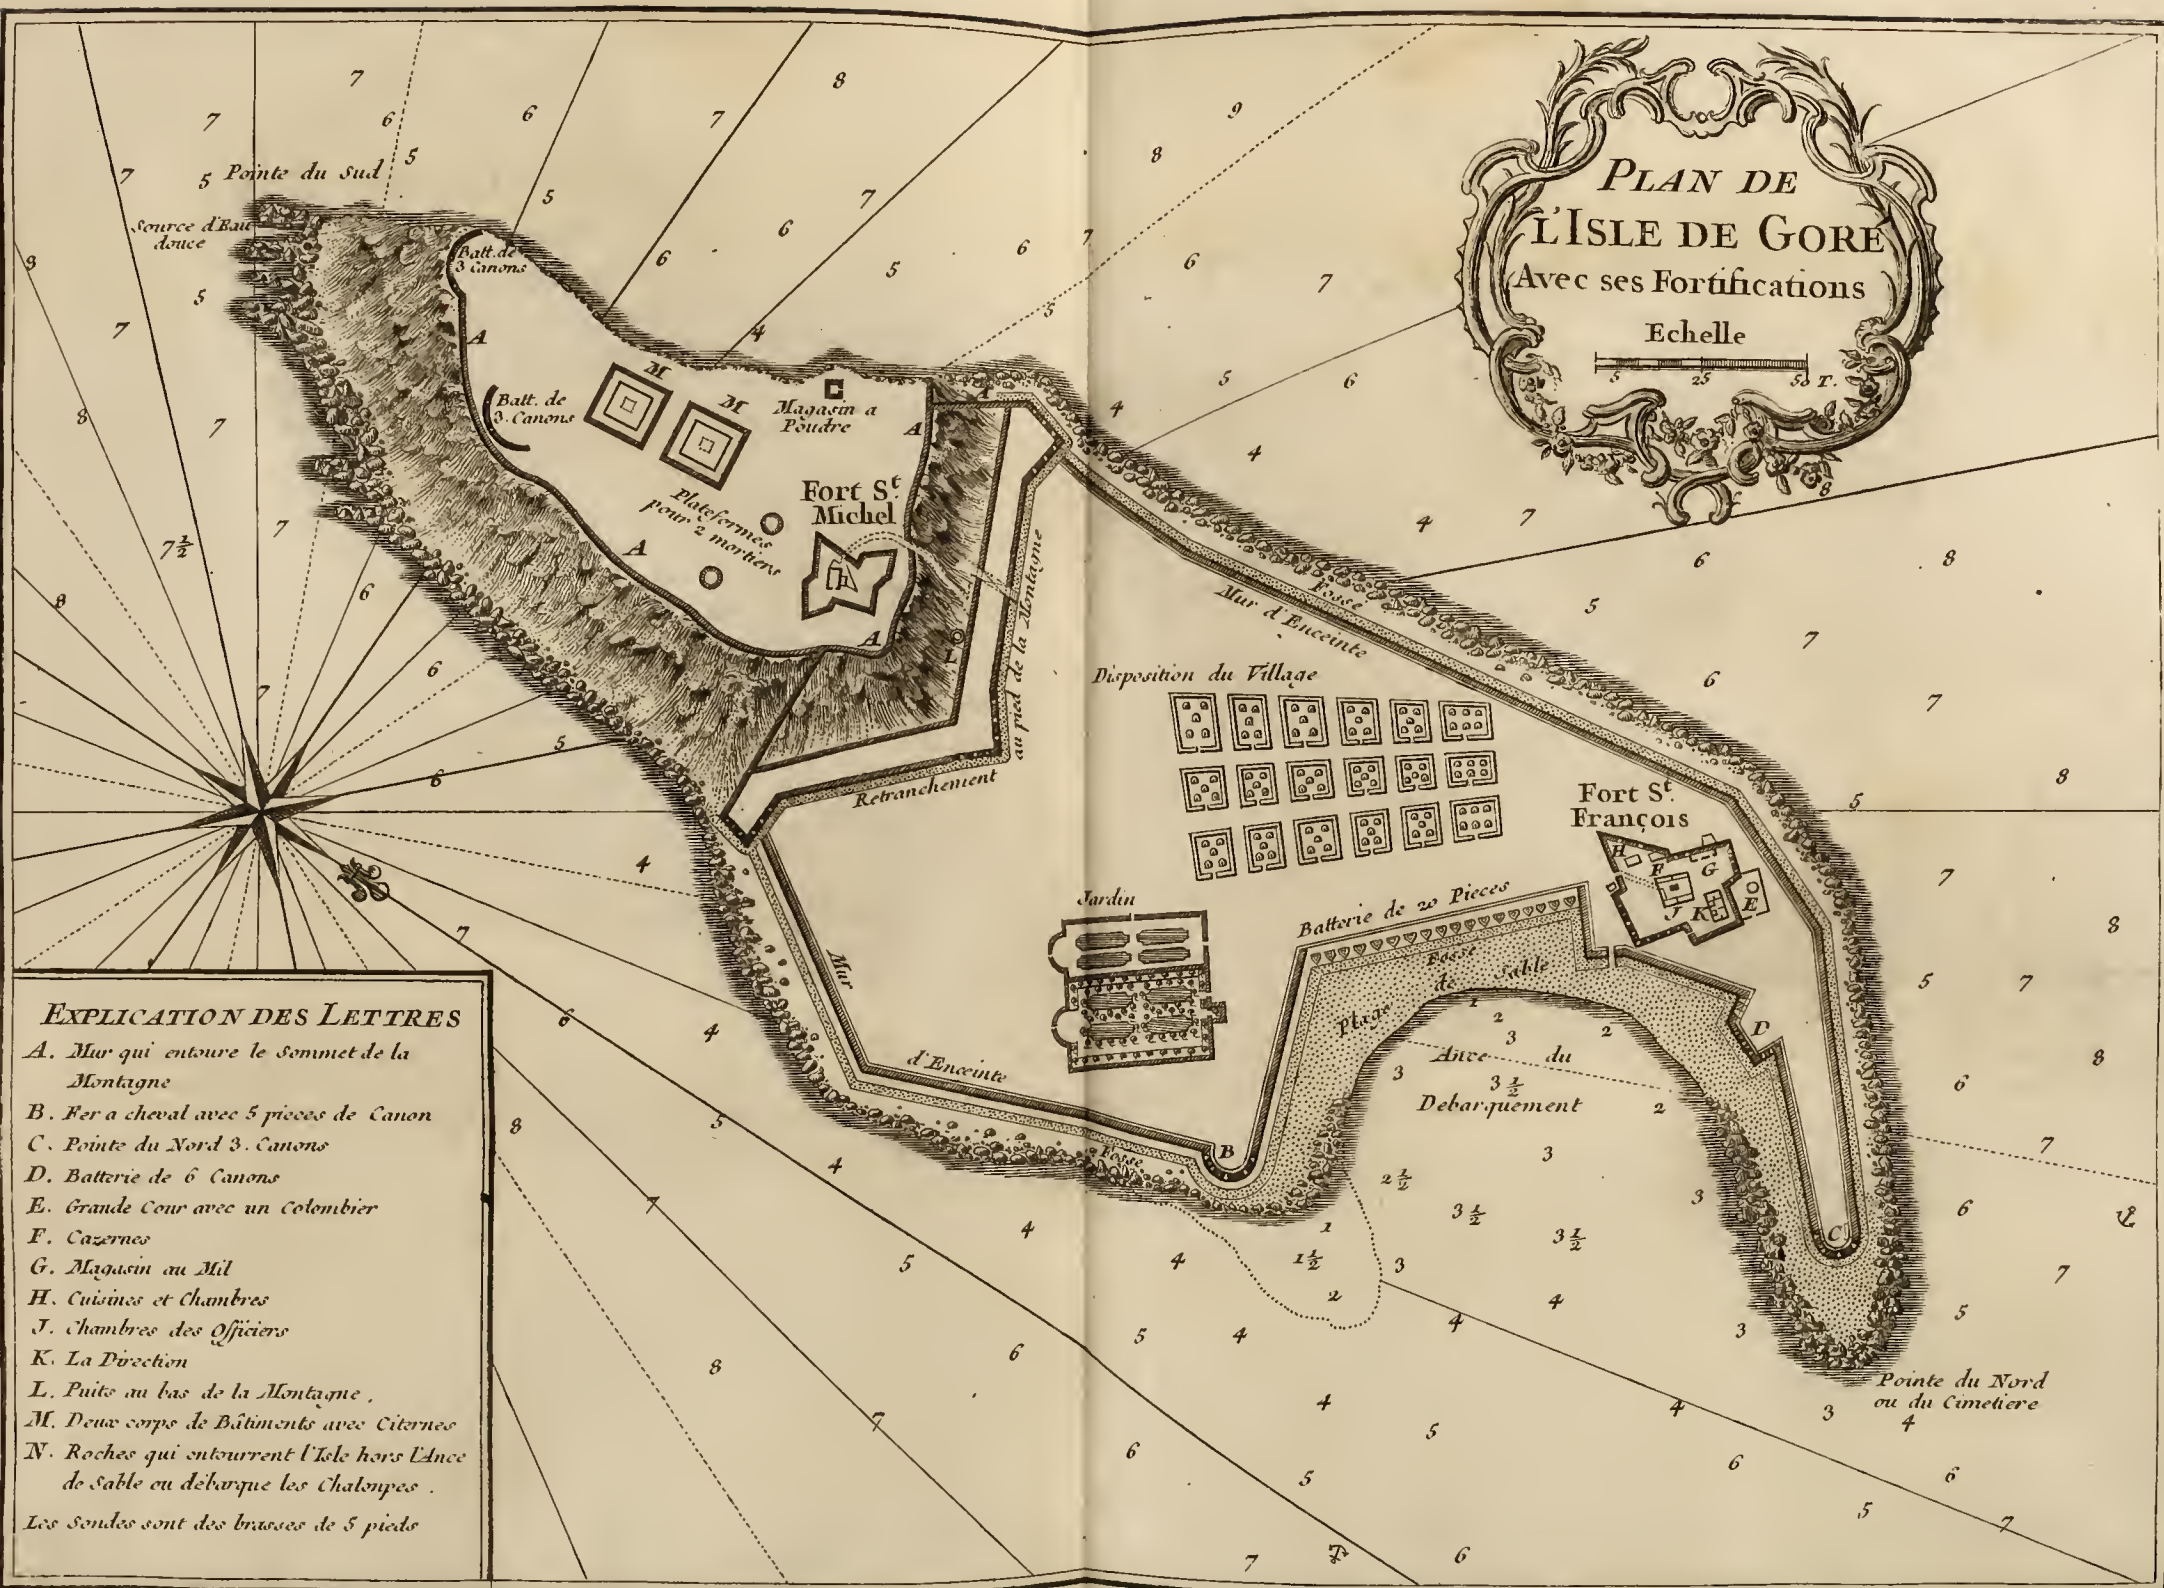 PLAN DE
L'ISLE DE GORE
Avec ses Fortifications
Echelle
5 25 50 T.
Pointe du Sud
Source d'Eau
douce
Batt. de
3 Canons
Batt. de
3. Canons
A
A
A
A
A
A
M
M
Magasin a
Poudre
Plateformes
pour 2 mortiers
Fort St.
Michel
L
Retranchement
au pied de la Montagne
Fosse
Mur d'Enceinte
Disposition du Village
Fort St.
François
H
F
G
J
K
E
Jardin
Batterie de 20 Pieces
Fossé
de Sable
Plage
D
Ance du
Debarquement
Mur
d'Enceinte
Fosse
B
C
Pointe du Nord
ou du Cimetiere
EXPLICATION DES LETTRES
A. Mur qui entoure le Sommet de la
Montagne
B. Fer a cheval avec 5 pieces de Canon
C. Pointe du Nord 3. Canons
D. Batterie de 6 Canons
E. Grande Cour avec un Colombier
F. Cazernes
G. Magasin au Mil
H. Cuisines et Chambres
J. Chambres des Officiers
K. La Direction
L. Puits au bas de la Montagne.
M. Deux corps de Bâtiments avec Citernes
N. Roches qui entourrent l'Isle hors l'Ance
de Sable ou débarque les Chaloupes.
Les Sondes sont des brasses de 5 pieds